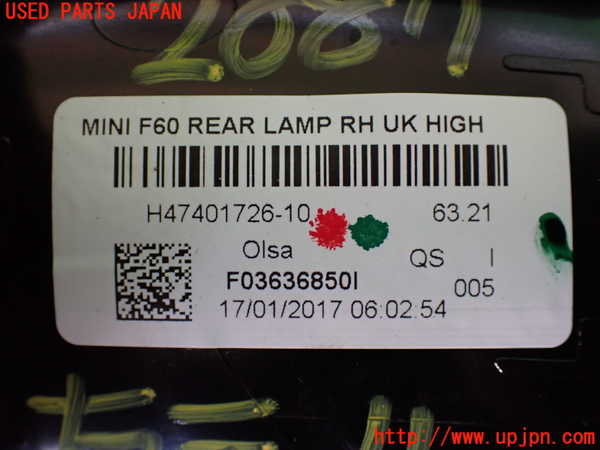 USED PARTS JAPAN
2087
MINI F60 REAR LAMP RH UK HIGH
H47401726-10 63.21
Olsa QS I
F03636850I 005
17/01/2017 06:02:54
http://www.upjpn.com/